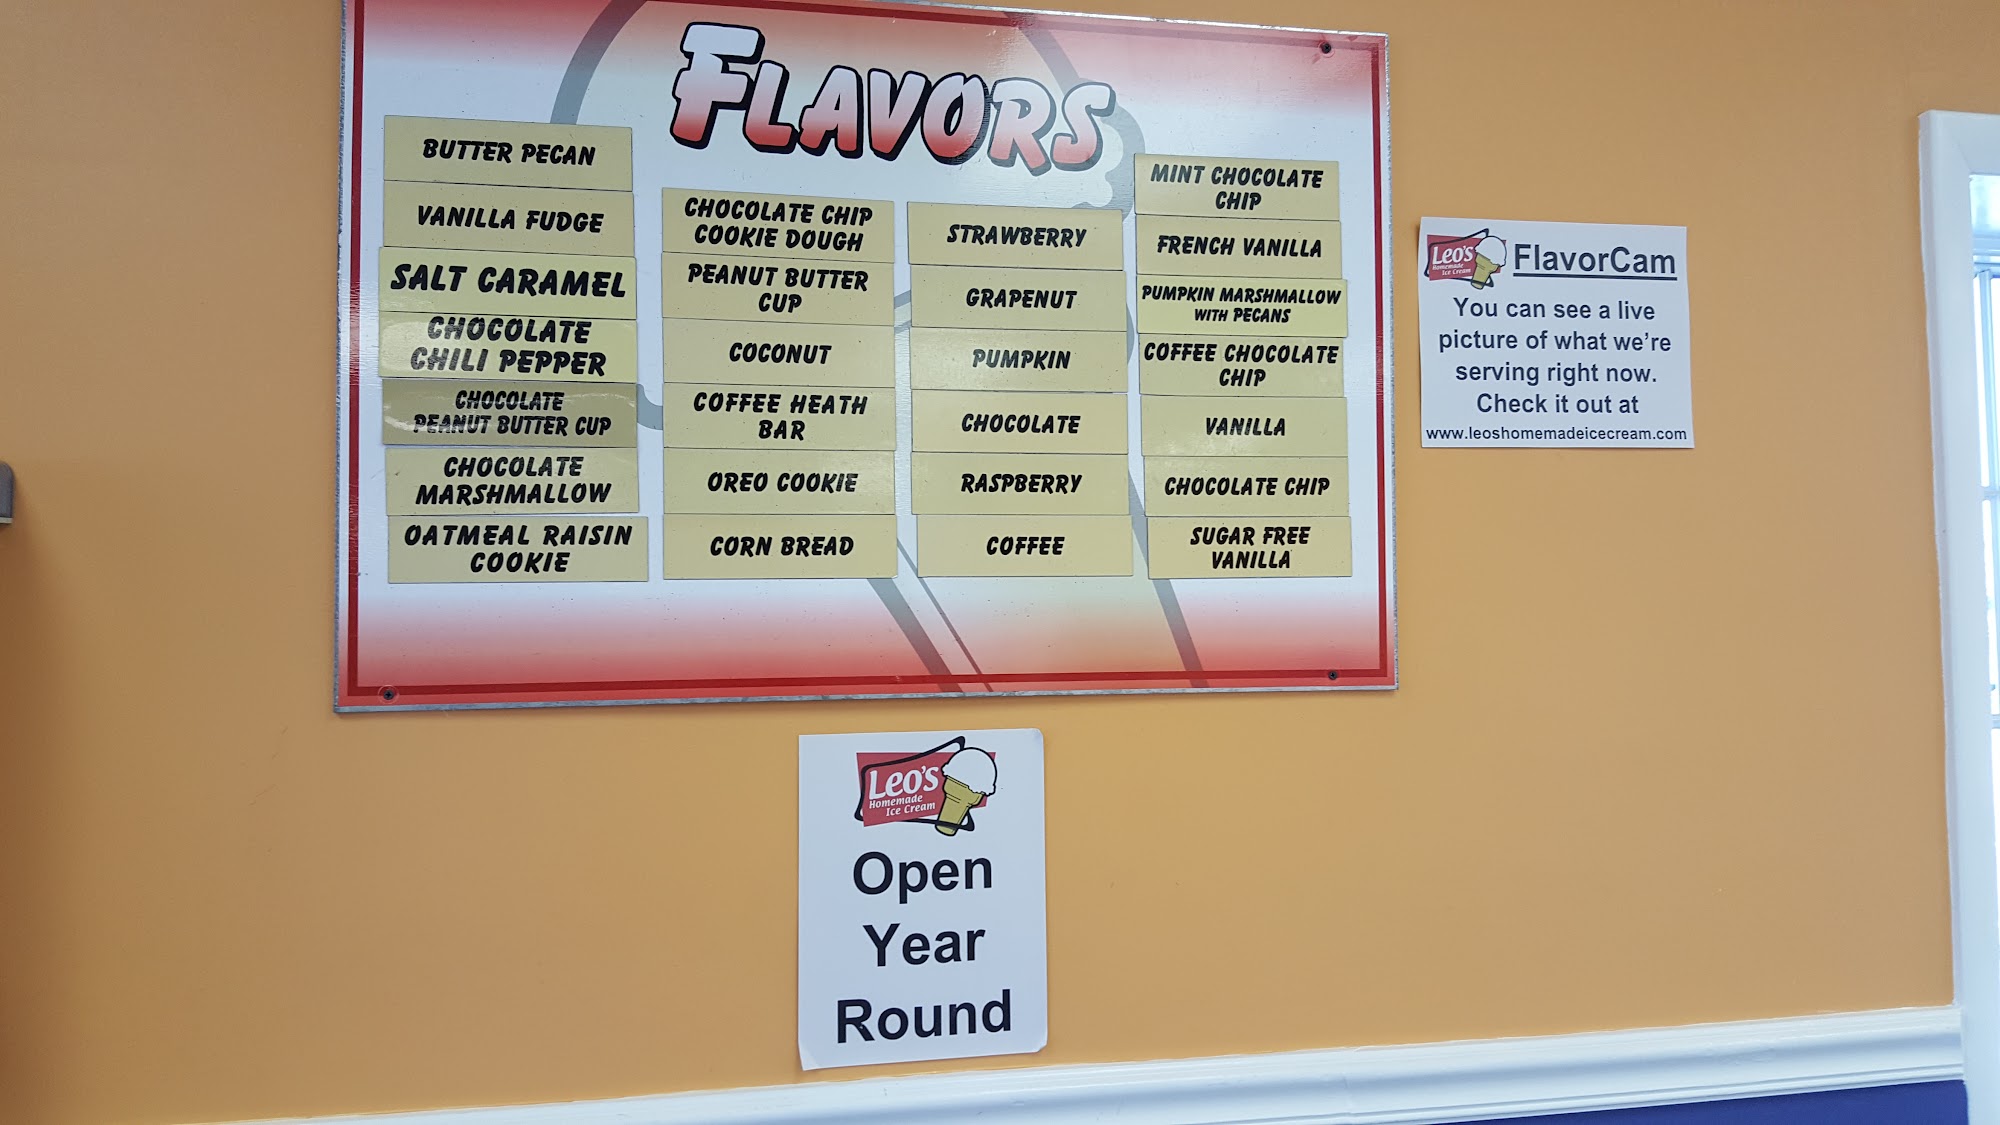 FLAVORS
BUTTER PECAN
VANILLA FUDGE
SALT CARAMEL
CHOCOLATE
CHILI PEPPER
CHOCOLATE
PEANUT BUTTER CUP
CHOCOLATE
MARSHMALLOW
OATMEAL RAISIN
COOKIE
CHOCOLATE CHIP
COOKIE DOUGH
PEANUT BUTTER
CUP
COCONUT
COFFEE HEATH
BAR
OREO COOKIE
CORN BREAD
STRAWBERRY
GRAPENUT
PUMPKIN
CHOCOLATE
RASPBERRY
COFFEE
MINT CHOCOLATE
CHIP
FRENCH VANILLA
PUMPKIN MARSHMALLOW
WITH PECANS
COFFEE CHOCOLATE
CHIP
VANILLA
CHOCOLATE CHIP
SUGAR FREE
VANILLA
Leo's
Homemade
Ice Cream
FlavorCam
You can see a live
picture of what we're
serving right now.
Check it out at
www.leoshomemadeicecream.com
Leo's
Homemade
Ice Cream
Open
Year
Round